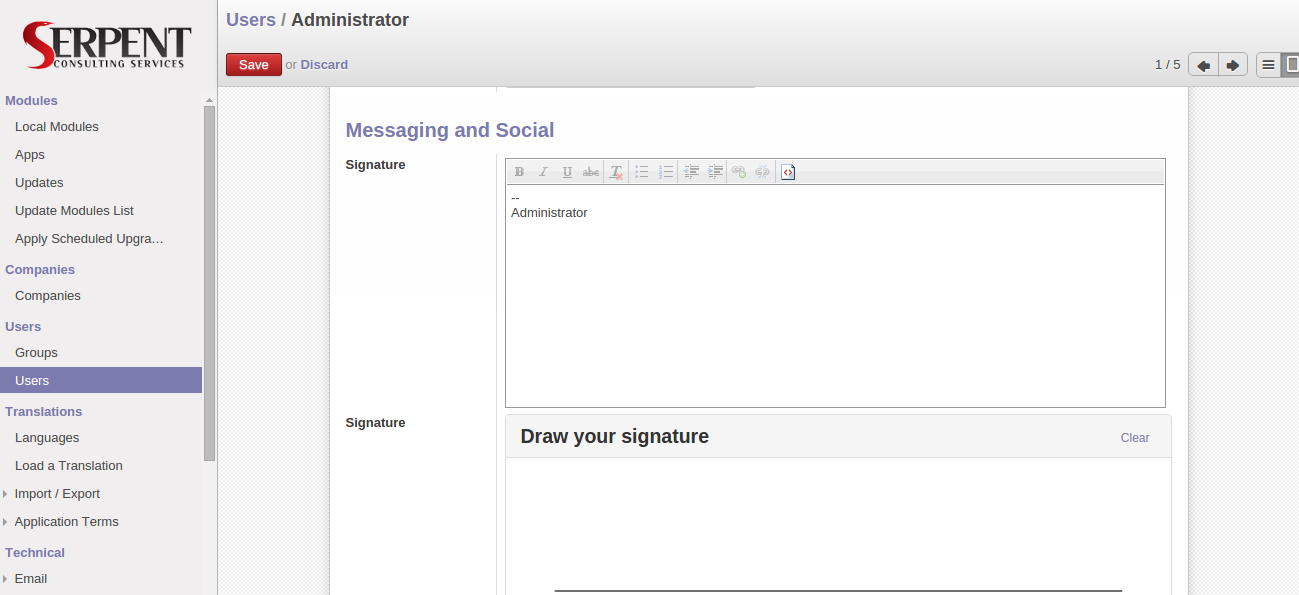 SERPENT
CONSULTING SERVICES
Modules
Local Modules
Apps
Updates
Update Modules List
Apply Scheduled Upgra…
Companies
Companies
Users
Groups
Users
Translations
Languages
Load a Translation
Import / Export
Application Terms
Technical
Email
Users / Administrator
Save or Discard
1 / 5
Messaging and Social
Signature
B I U abc T
--
Administrator
Signature
Draw your signature
Clear